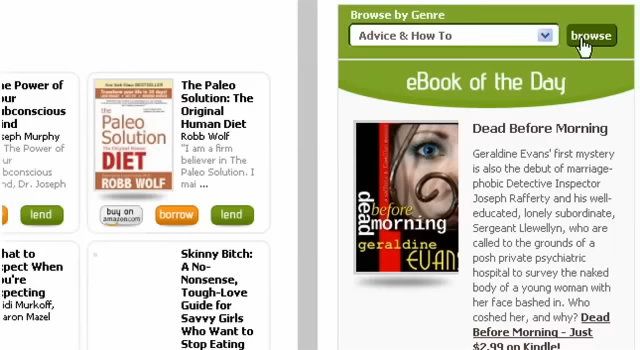 Browse by Genre
Advice & How To
browse
eBook of the Day
he Power of
our
ubconscious
ind
seph Murphy
The Power of
ur
ubconscious
nd, Dr. Joseph
lend
the
Paleo
Solution
DIET
ROBB WOLF
The Paleo
Solution: The
Original
Human Diet
Robb Wolf
"I am a firm
believer in The
Paleo Solution. I
mai ...
buy on
amazon.com
borrow
lend
hat to
xpect When
ou're
xpecting
idi Murkoff,
aron Mazel
Skinny Bitch:
A No-
Nonsense,
Tough-Love
Guide for
Savvy Girls
Who Want to
Stop Eating
dead
before
morning
geraldine
EVANS
Dead Before Morning
Geraldine Evans' first mystery
is also the debut of marriage-
phobic Detective Inspector
Joseph Rafferty and his well-
educated, lonely subordinate,
Sergeant Llewellyn, who are
called to the grounds of a
posh private psychiatric
hospital to survey the naked
body of a young woman with
her face bashed in. Who
coshed her, and why? Dead
Before Morning - Just
$2.99 on Kindle!